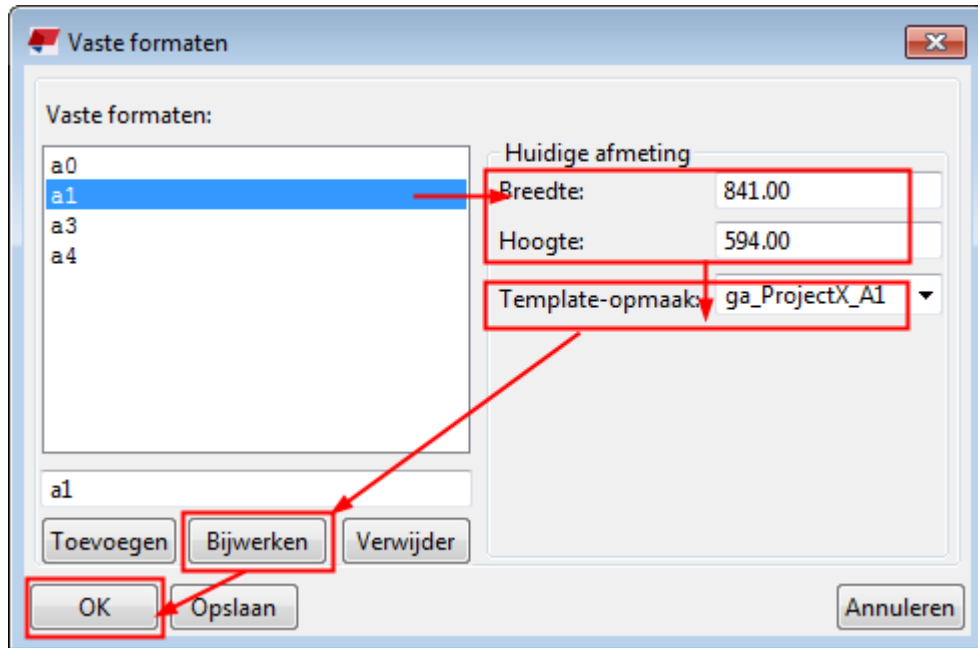 Vaste formaten
Vaste formaten:
a0
a1
a3
a4
a1
Toevoegen Bijwerken Verwijder
Huidige afmeting
Breedte: 841.00
Hoogte: 594.00
Template-opmaak: ga_ProjectX_A1
OK Opslaan Annuleren